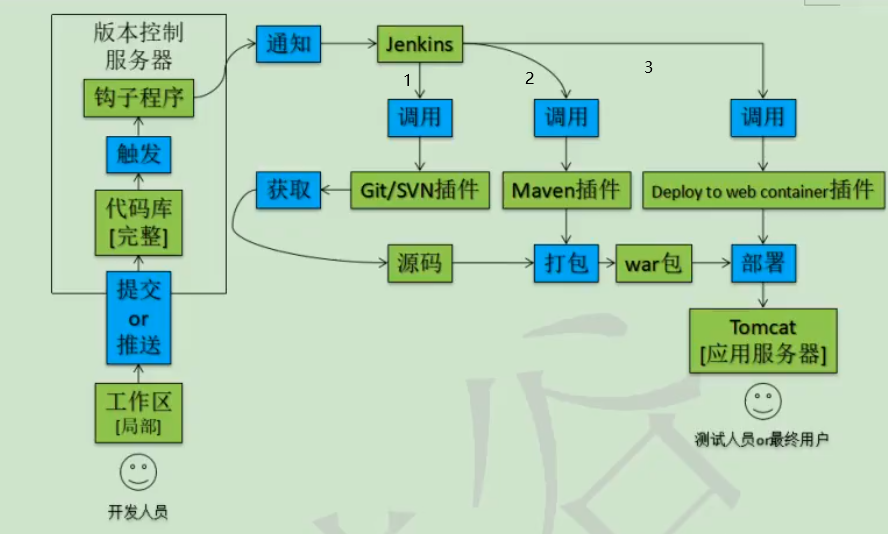 版本控制
服务器
钩子程序
触发
代码库
[完整]
提交
or
推送
工作区
[局部]
开发人员
通知
Jenkins
1
2
3
调用
调用
调用
获取
Git/SVN插件
Maven插件
Deploy to web container插件
源码
打包
war包
部署
Tomcat
[应用服务器]
测试人员or最终用户